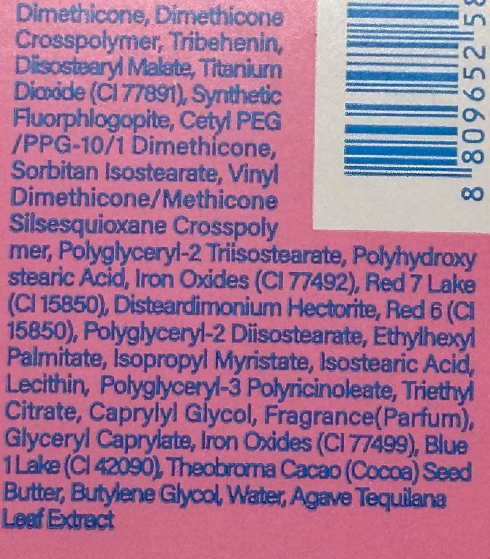 Dimethicone, Dimethicone
Crosspolymer, Tribehenin,
Diisostearyl Malate, Titanium
Dioxide (CI 77891), Synthetic
Fluorphlogopite, Cetyl PEG
/PPG-10/1 Dimethicone,
Sorbitan Isostearate, Vinyl
Dimethicone/Methicone
Silsesquioxane Crosspoly
mer, Polyglyceryl-2 Triisostearate, Polyhydroxy
stearic Acid, Iron Oxides (CI 77492), Red 7 Lake
(CI 15850), Disteardimonium Hectorite, Red 6 (CI
15850), Polyglyceryl-2 Diisostearate, Ethylhexyl
Palmitate, Isopropyl Myristate, Isostearic Acid,
Lecithin, Polyglyceryl-3 Polyricinoleate, Triethyl
Citrate, Caprylyl Glycol, Fragrance(Parfum),
Glyceryl Caprylate, Iron Oxides (CI 77499), Blue
1 Lake (CI 42090), Theobroma Cacao (Cocoa) Seed
Butter, Butylene Glycol, Water, Agave Tequilana
Leaf Extract
8 809652 58